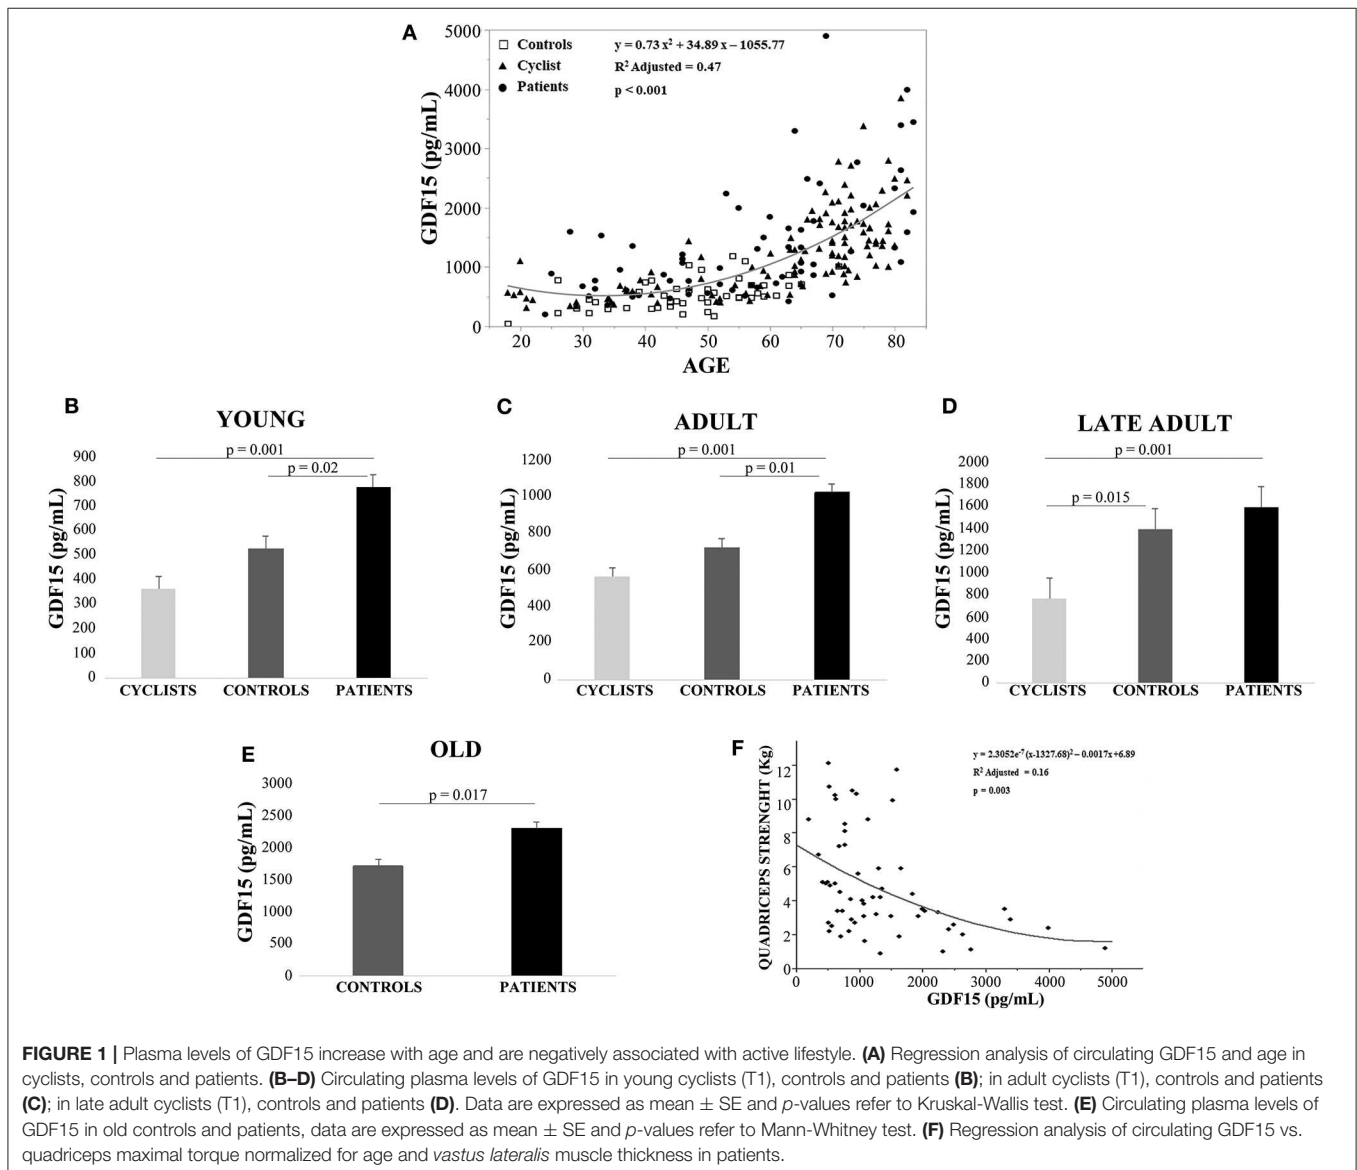 A
5000
4000
3000
2000
1000
0
GDF15 (pg/mL)
Controls
Cyclist
Patients
y = 0.73 x² + 34.89 x – 1055.77
R² Adjusted = 0.47
p < 0.001
20 30 40 50 60 70 80
AGE
B
YOUNG
p = 0.001
p = 0.02
900
800
700
600
500
400
300
200
100
0
GDF15 (pg/mL)
CYCLISTS CONTROLS PATIENTS
C
ADULT
p = 0.001
p = 0.01
1200
1000
800
600
400
200
0
GDF15 (pg/mL)
CYCLISTS CONTROLS PATIENTS
D
LATE ADULT
p = 0.001
p = 0.015
2000
1800
1600
1400
1200
1000
800
600
400
200
0
GDF15 (pg/mL)
CYCLISTS CONTROLS PATIENTS
E
OLD
p = 0.017
3000
2500
2000
1500
1000
500
0
GDF15 (pg/mL)
CONTROLS PATIENTS
F
y = 2.3052e⁻⁷(x-1327.68)² – 0.0017x+6.89
R² Adjusted = 0.16
p = 0.003
12
10
8
6
4
2
0
QUADRICEPS STRENGHT (Kg)
0 1000 2000 3000 4000 5000
GDF15 (pg/mL)
FIGURE 1 | Plasma levels of GDF15 increase with age and are negatively associated with active lifestyle. (A) Regression analysis of circulating GDF15 and age in
cyclists, controls and patients. (B–D) Circulating plasma levels of GDF15 in young cyclists (T1), controls and patients (B); in adult cyclists (T1), controls and patients
(C); in late adult cyclists (T1), controls and patients (D). Data are expressed as mean ± SE and p-values refer to Kruskal-Wallis test. (E) Circulating plasma levels of
GDF15 in old controls and patients, data are expressed as mean ± SE and p-values refer to Mann-Whitney test. (F) Regression analysis of circulating GDF15 vs.
quadriceps maximal torque normalized for age and vastus lateralis muscle thickness in patients.